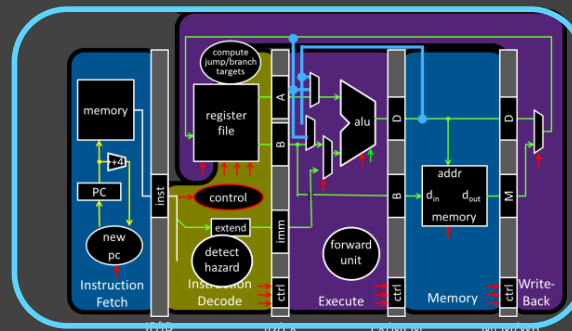 compute
jump/branch
targets
memory
register
file
A
B
alu
D
D
+4
addr
PC
inst
control
B
d_in d_out
M
memory
extend
imm
new
pc
detect
hazard
forward
unit
Instruction
Fetch
Instruction
Decode
ctrl
Execute
ctrl
Memory
ctrl
Write-
Back